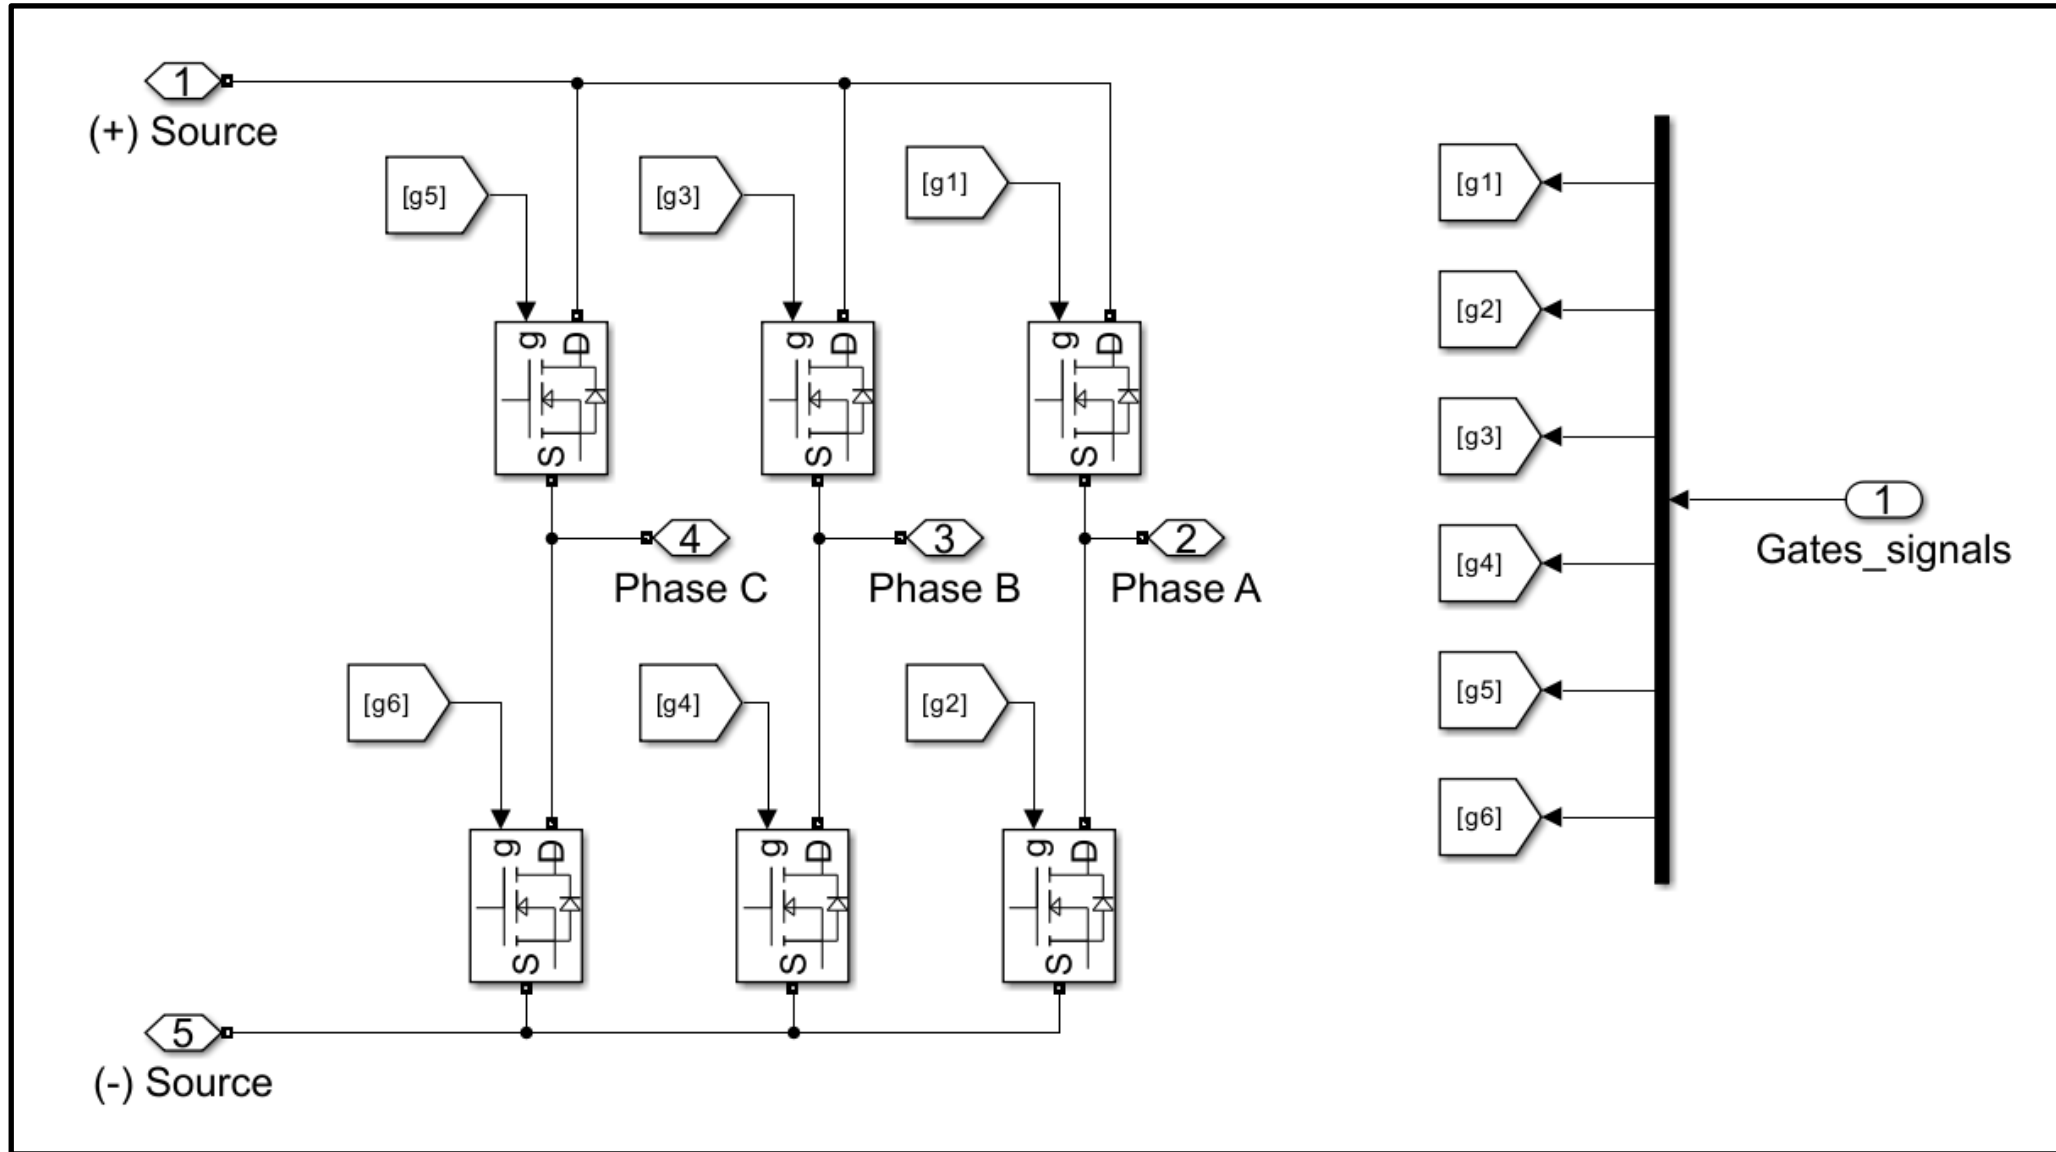 1
(+) Source
[g5]
[g3]
[g1]
g D
S
g D
S
g D
S
4
Phase C
3
Phase B
2
Phase A
[g6]
[g4]
[g2]
g D
S
g D
S
g D
S
5
(-) Source
[g1]
[g2]
[g3]
[g4]
[g5]
[g6]
1
Gates_signals